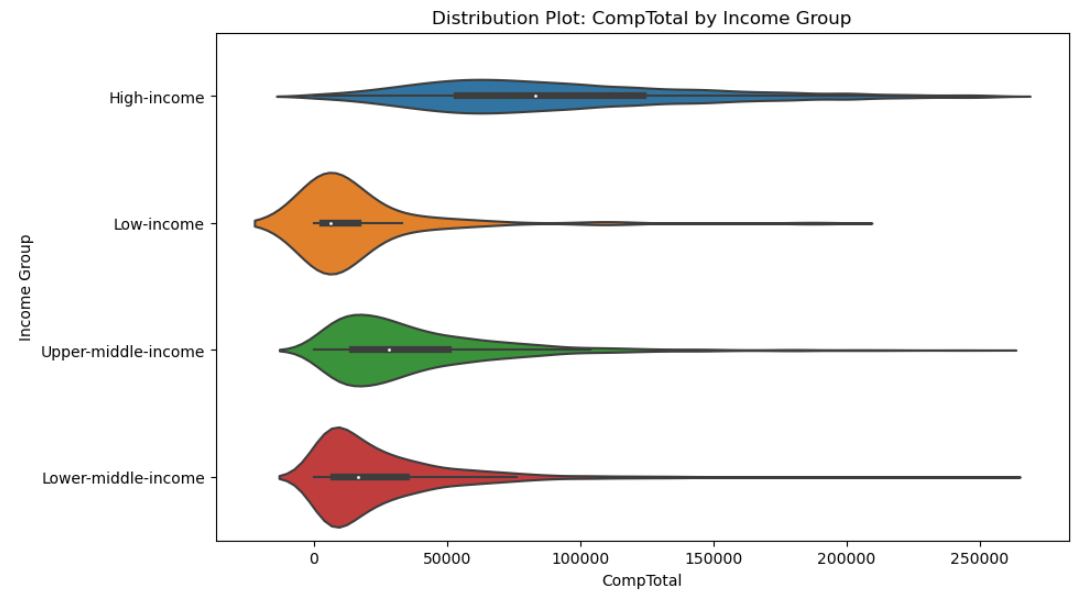 Distribution Plot: CompTotal by Income Group
High-income
Low-income
Upper-middle-income
Lower-middle-income
Income Group
0 50000 100000 150000 200000 250000
CompTotal